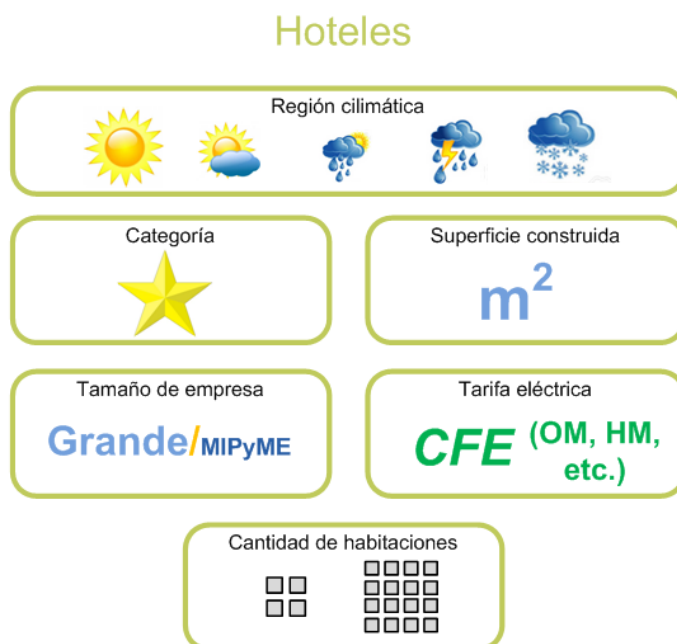 Hoteles
Región cilimática
Categoría
Superficie construida
m²
Tamaño de empresa
Tarifa eléctrica
Grande/MIPyME
CFE (OM, HM,
etc.)
Cantidad de habitaciones